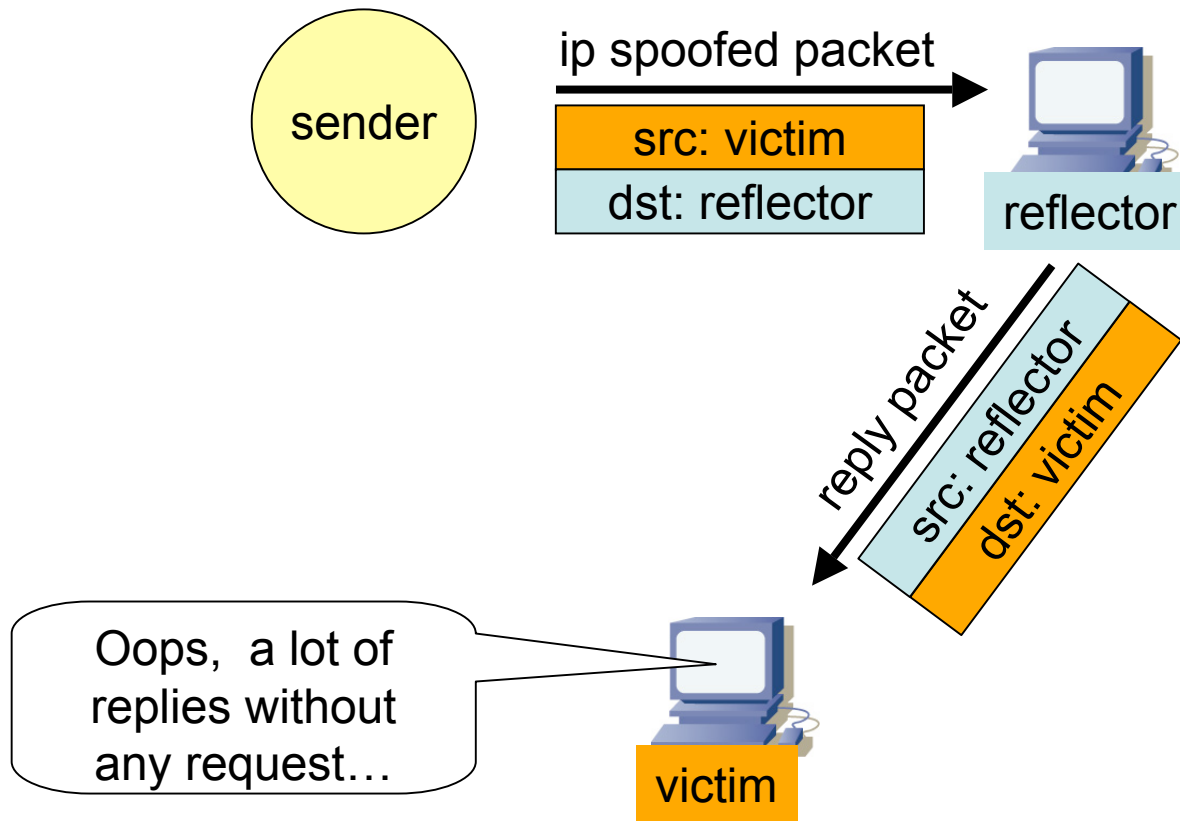 ip spoofed packet
sender
src: victim
dst: reflector
reflector
reply packet
src: reflector
dst: victim
Oops, a lot of
replies without
any request…
victim